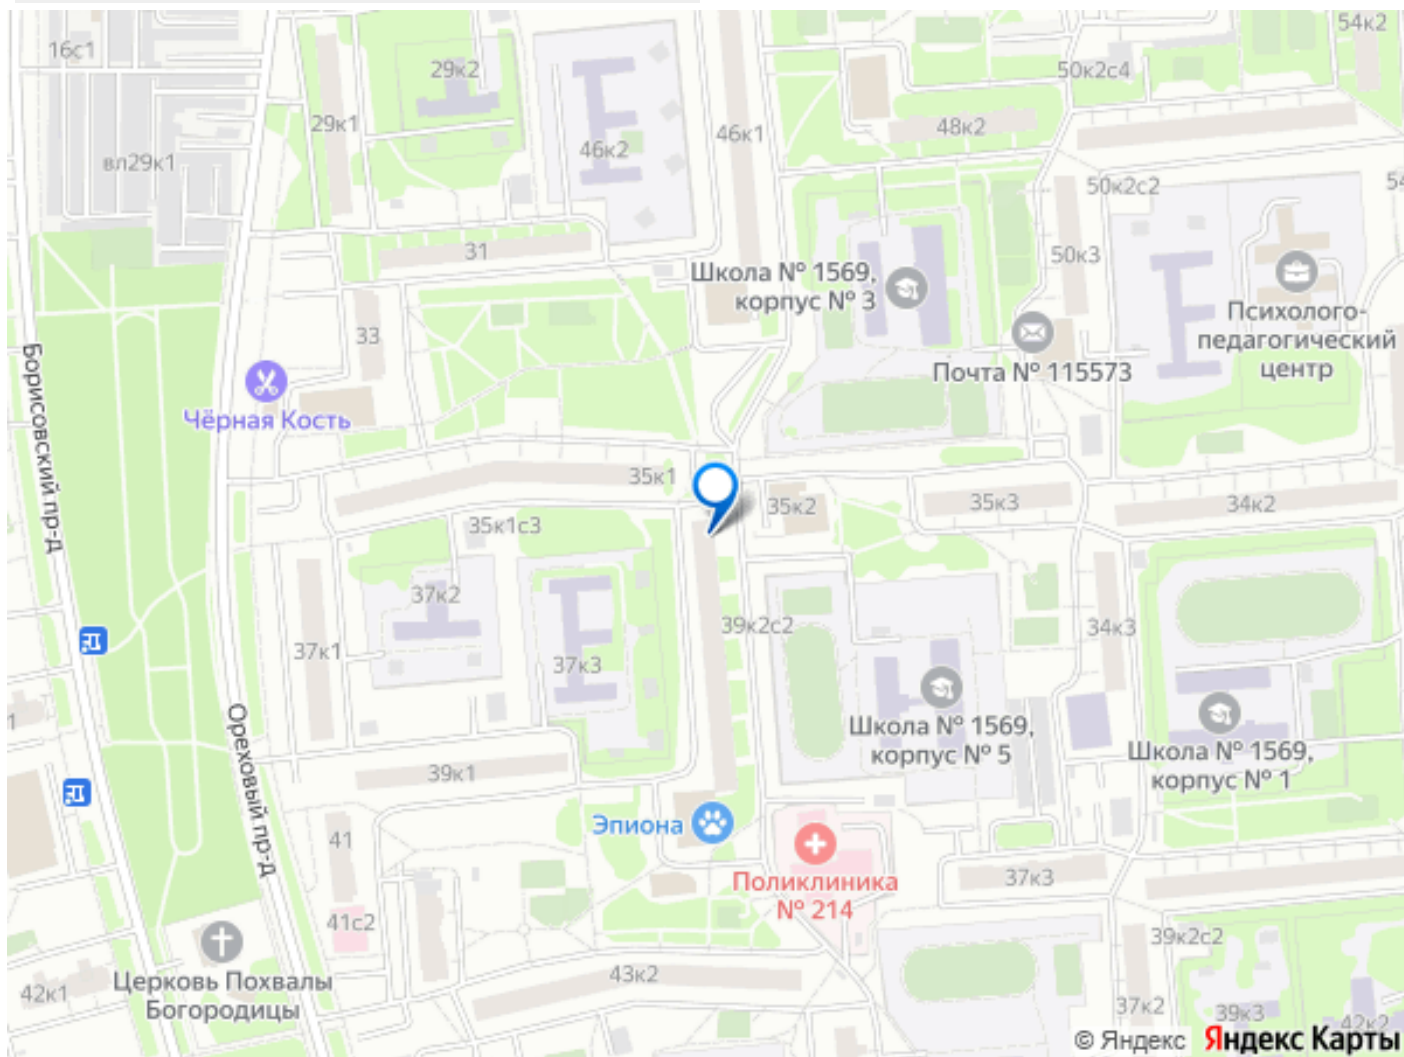 54к2
16с1
29к2
50к2с4
29к1
46к1
48к2
46к2
вл29к1
50к2с2
54
31
50к3
Школа № 1569,
корпус № 3
Психолого-
педагогический
центр
33
Почта № 115573
Чёрная Кость
Борисовский пр-д
35к1
35к2
35к3
34к2
35к1с3
37к2
39к2с2
34к3
37к1
37к3
Ореховый пр-д
Школа № 1569,
корпус № 5
Школа № 1569,
корпус № 1
1
39к1
Эпиона
41
Поликлиника
№ 214
37к3
41с2
39к2с2
43к2
Церковь Похвалы
Богородицы
42к1
37к2
39к3
42к2
© Яндекс Яндекс Карты